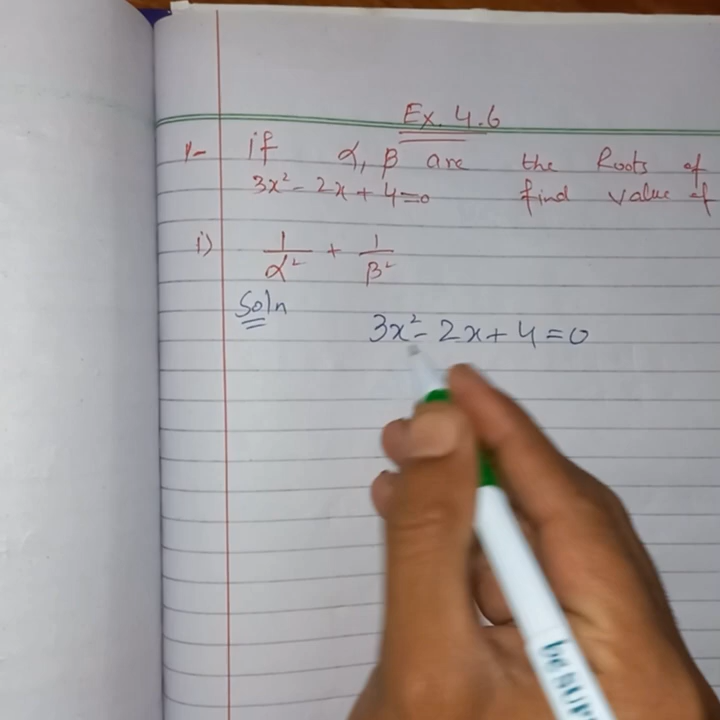 Ex. 4.6
1- if α, β are the Roots of
3x² - 2x + 4 = 0 find value of
i) 1/α² + 1/β²
Soln
3x² - 2x + 4 = 0